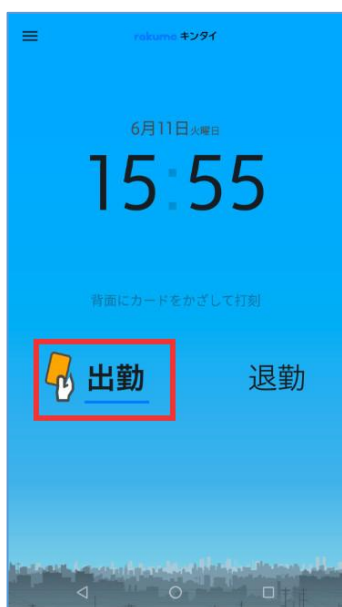 rakumo キンタイ
6月11日火曜日
15:55
背面にカードをかざして打刻
出勤 退勤